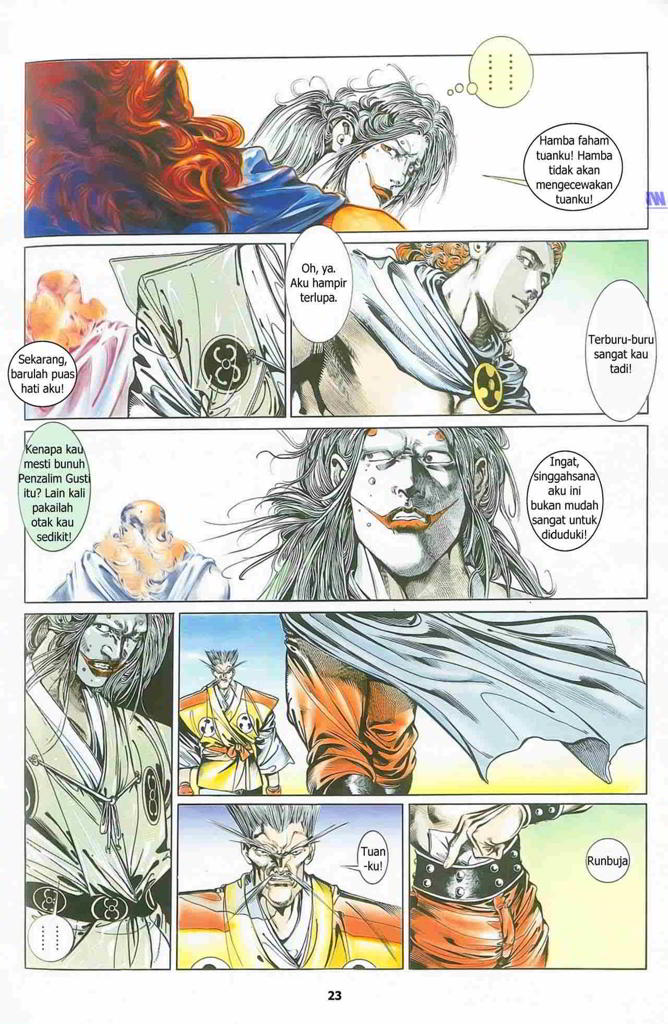 Hamba faham
tuanku! Hamba
tidak akan
mengecewakan
tuanku!
Sekarang,
barulah puas
hati aku!
Oh, ya.
Aku hampir
terlupa.
Terburu-buru
sangat kau
tadi!
Kenapa kau
mesti bunuh
Penzalim Gusti
itu? Lain kali
pakailah
otak kau
sedikit!
Ingat,
singgahsana
aku ini
bukan mudah
sangat untuk
diduduki!
Tuan
-ku!
Runbuja
23